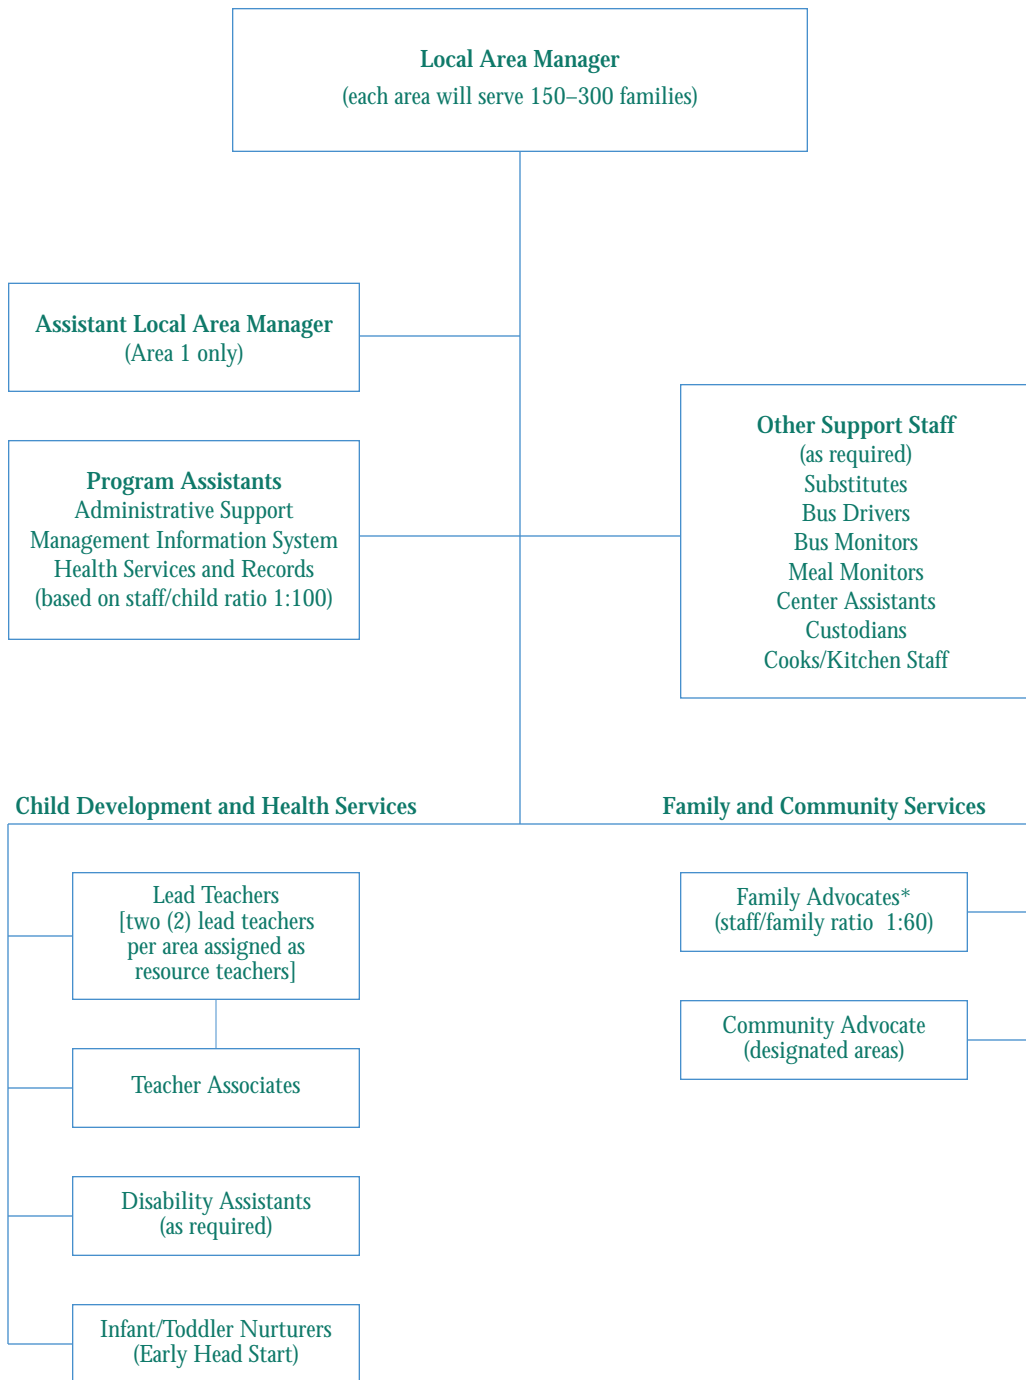 Local Area Manager
(each area will serve 150–300 families)
Assistant Local Area Manager
(Area 1 only)
Program Assistants
Administrative Support
Management Information System
Health Services and Records
(based on staff/child ratio 1:100)
Other Support Staff
(as required)
Substitutes
Bus Drivers
Bus Monitors
Meal Monitors
Center Assistants
Custodians
Cooks/Kitchen Staff
Child Development and Health Services
Lead Teachers
[two (2) lead teachers
per area assigned as
resource teachers]
Teacher Associates
Disability Assistants
(as required)
Infant/Toddler Nurturers
(Early Head Start)
Family and Community Services
Family Advocates*
(staff/family ratio 1:60)
Community Advocate
(designated areas)